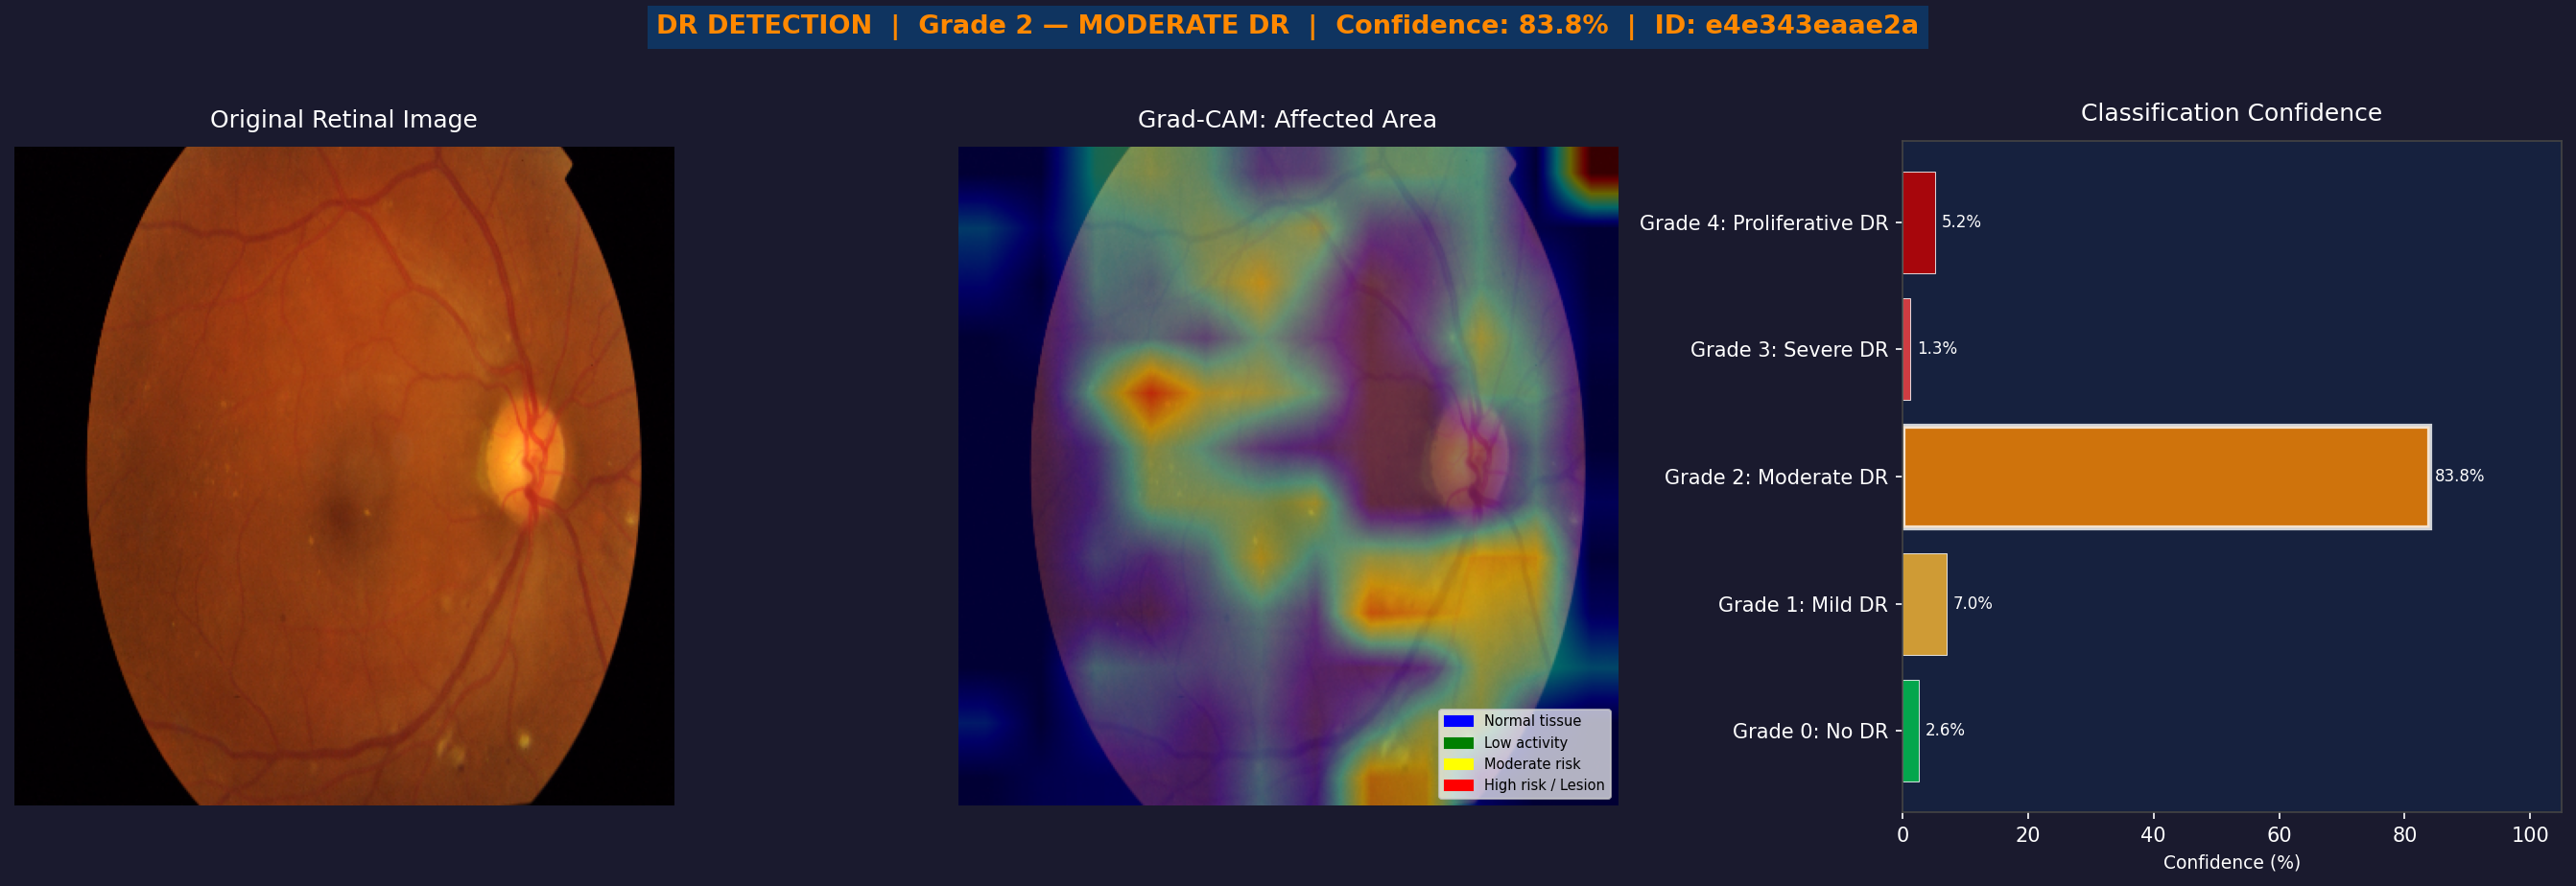 DR DETECTION | Grade 2 — MODERATE DR | Confidence: 83.8% | ID: e4e343eaae2a
Original Retinal Image
Grad-CAM: Affected Area
Normal tissue
Low activity
Moderate risk
High risk / Lesion
Classification Confidence
Grade 4: Proliferative DR 5.2%
Grade 3: Severe DR 1.3%
Grade 2: Moderate DR 83.8%
Grade 1: Mild DR 7.0%
Grade 0: No DR 2.6%
0 20 40 60 80 100
Confidence (%)